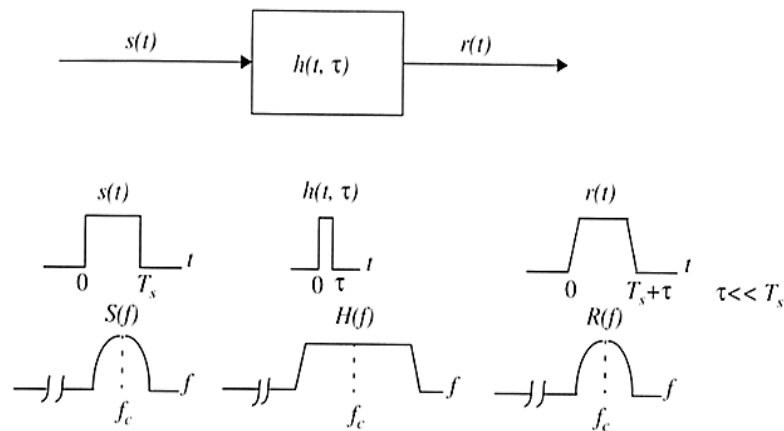 s(t) h(t, τ) r(t)
s(t) h(t, τ) r(t)
t t t
0 T_s 0 τ 0 T_s+τ τ<< T_s
S(f) H(f) R(f)
f f f
f_c f_c f_c